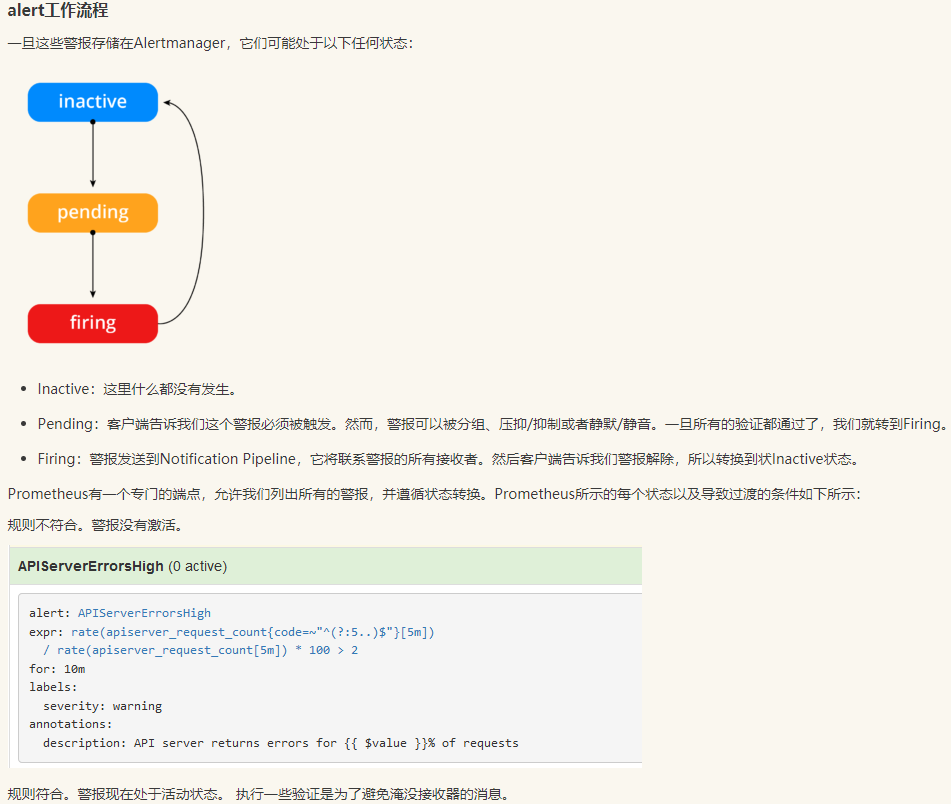 alert工作流程
一旦这些警报存储在Alertmanager，它们可能处于以下任何状态：
inactive
pending
firing
Inactive：这里什么都没有发生。
Pending：客户端告诉我们这个警报必须被触发。然而，警报可以被分组、压抑/抑制或者静默/静音。一旦所有的验证都通过了，我们就转到Firing。
Firing：警报发送到Notification Pipeline，它将联系警报的所有接收者。然后客户端告诉我们警报解除，所以转换到状Inactive状态。
Prometheus有一个专门的端点，允许我们列出所有的警报，并遵循状态转换。Prometheus所示的每个状态以及导致过渡的条件如下所示：
规则不符合。警报没有激活。
APIServerErrorsHigh (0 active)
alert: APIServerErrorsHigh
expr: rate(apiserver_request_count{code=~"^(?:5..)$"}[5m])
/ rate(apiserver_request_count[5m]) * 100 > 2
for: 10m
labels:
severity: warning
annotations:
description: API server returns errors for {{ $value }}% of requests
规则符合。警报现在处于活动状态。 执行一些验证是为了避免淹没接收器的消息。